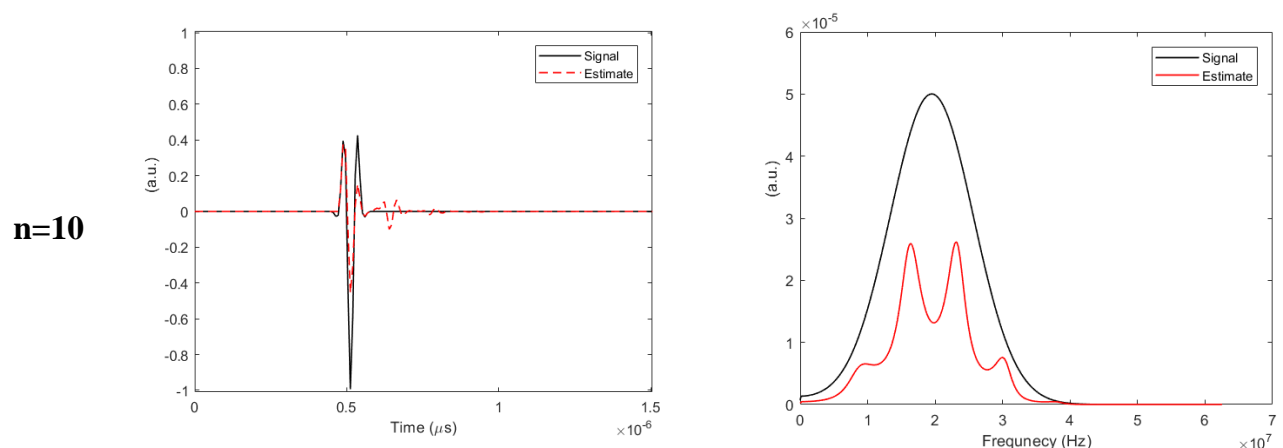 n=10
1
0.8
0.6
0.4
0.2
0
-0.2
-0.4
-0.6
-0.8
-1
(a.u.)
Signal
Estimate
0 0.5 1 1.5
Time (μs)
×10⁻⁶
×10⁻⁵
6
5
4
3
2
1
0
(a.u.)
Signal
Estimate
0 1 2 3 4 5 6 7
Frequnecy (Hz)
×10⁷